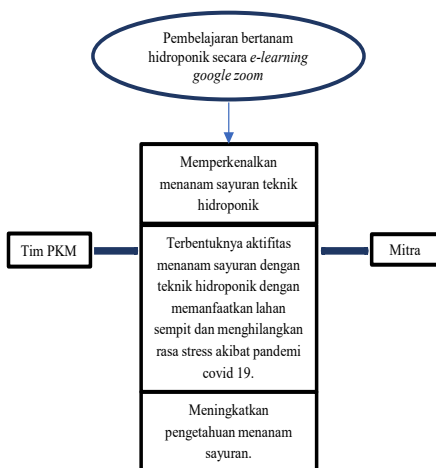 Pembelajaran bertanam
hidroponik secara e-learning
google zoom
Memperkenalkan
menanam sayuran teknik
hidroponik
Tim PKM
Terbentuknya aktifitas
menanam sayuran dengan
teknik hidroponik dengan
memanfaatkan lahan
sempit dan menghilangkan
rasa stress akibat pandemi
covid 19.
Mitra
Meningkatkan
pengetahuan menanam
sayuran.